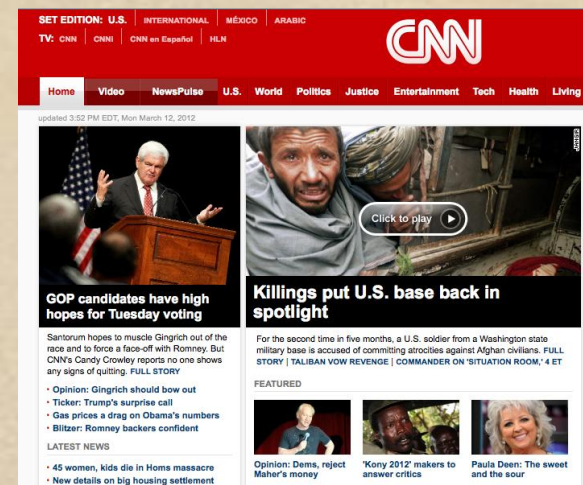 SET EDITION: U.S. INTERNATIONAL MÉXICO ARABIC
TV: CNN CNNI CNN en Español HLN
CNN
Home Video NewsPulse U.S. World Politics Justice Entertainment Tech Health Living
updated 3:52 PM EDT, Mon March 12, 2012
Click to play
GOP candidates have high
hopes for Tuesday voting
Santorum hopes to muscle Gingrich out of the
race and to force a face-off with Romney. But
CNN's Candy Crowley reports no one shows
any signs of quitting. FULL STORY
• Opinion: Gingrich should bow out
• Ticker: Trump's surprise call
• Gas prices a drag on Obama's numbers
• Blitzer: Romney backers confident
LATEST NEWS
• 45 women, kids die in Homs massacre
• New details on big housing settlement
Killings put U.S. base back in
spotlight
For the second time in five months, a U.S. soldier from a Washington state
military base is accused of committing atrocities against Afghan civilians. FULL
STORY | TALIBAN VOW REVENGE | COMMANDER ON 'SITUATION ROOM,' 4 ET
FEATURED
Opinion: Dems, reject
Maher's money
'Kony 2012' makers to
answer critics
Paula Deen: The sweet
and the sour